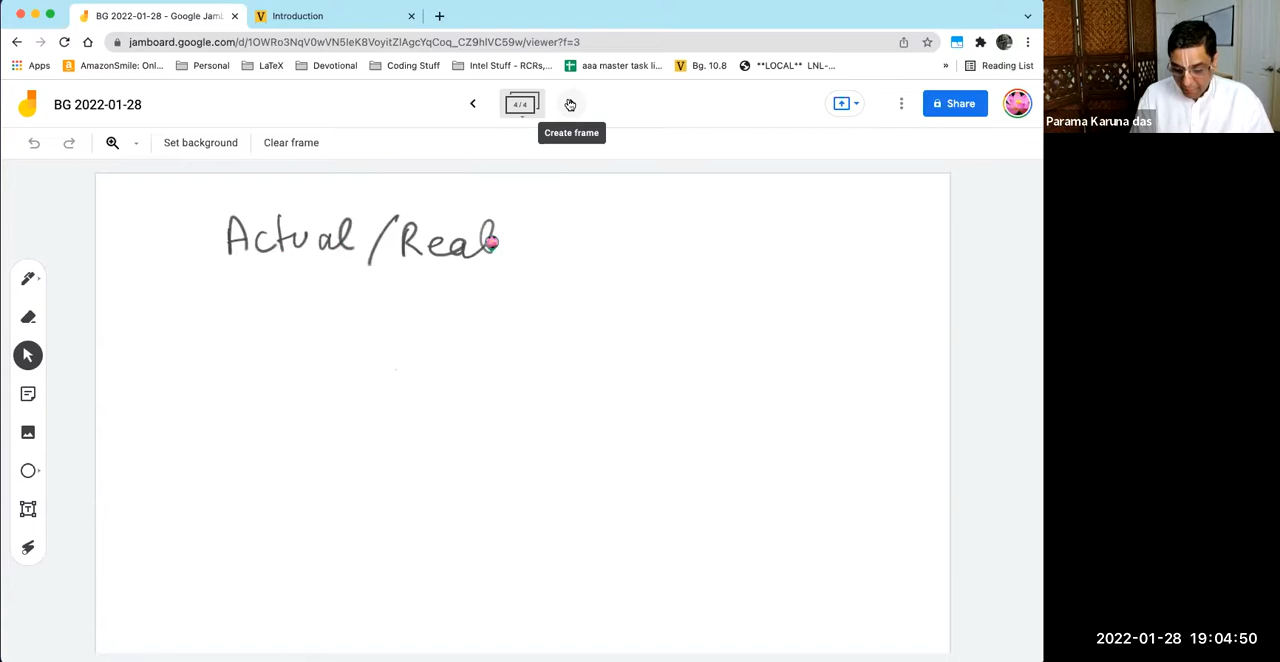 BG 2022-01-28 - Google Jam
Introduction
jamboard.google.com/d/1OWRo3NqV0wVN5leK8VoyitZlAgcYqCoq_CZ9hlVC59w/viewer?f=3
Apps
AmazonSmile: Onl...
Personal
LaTeX
Devotional
Coding Stuff
Intel Stuff - RCRs,...
aaa master task li...
Bg. 10.8
**LOCAL** LNL-...
»
Reading List
BG 2022-01-28
4 / 4
Share
Create frame
Set background
Clear frame
Parama Karuna das
Actual / Real
2022-01-28 19:04:50